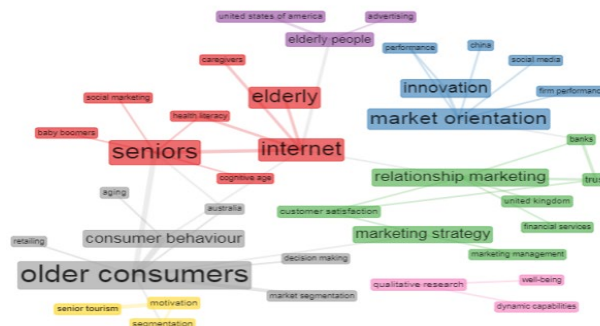 united states of america
advertising
elderly people
performance
china
caregivers
social media
innovation
elderly
firm performance
social marketing
health literacy
market orientation
baby boomers
seniors
internet
banks
cognitive age
relationship marketing
trust
aging
united kingdom
australia
customer satisfaction
financial services
retailing
consumer behaviour
marketing strategy
decision making
marketing management
older consumers
qualitative research
well-being
market segmentation
senior tourism
motivation
dynamic capabilities
segmentation